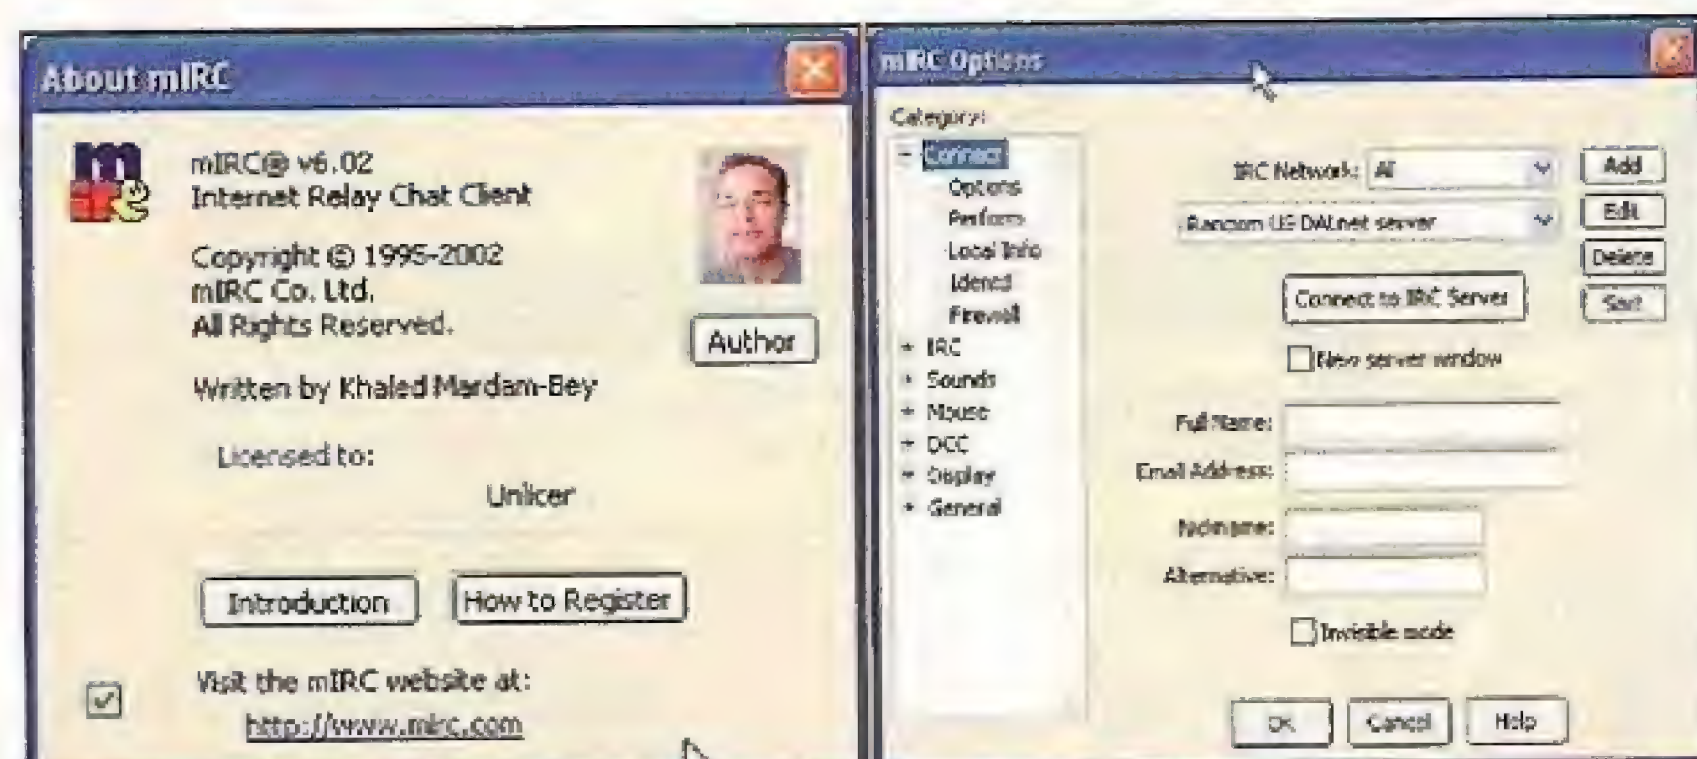 About mIRC
mIRC® v6.02
Internet Relay Chat Client
Copyright © 1995-2002
mIRC Co. Ltd.
All Rights Reserved.
Author
Written by Khaled Mardam-Bey
Licensed to:
Unlicer
Introduction
How to Register
Visit the mIRC website at:
http://www.mirc.com
mIRC Options
Category:
Connect
Options
Perform
Local Info
Identd
Firewall
IRC
Sounds
Mouse
DCC
Display
General
IRC Network: All
Add
Random US DALnet server
Edit
Delete
Connect to IRC Server
Sort
New server window
Full Name:
Email Address:
Nickname:
Alternative:
Invisible mode
OK
Cancel
Help